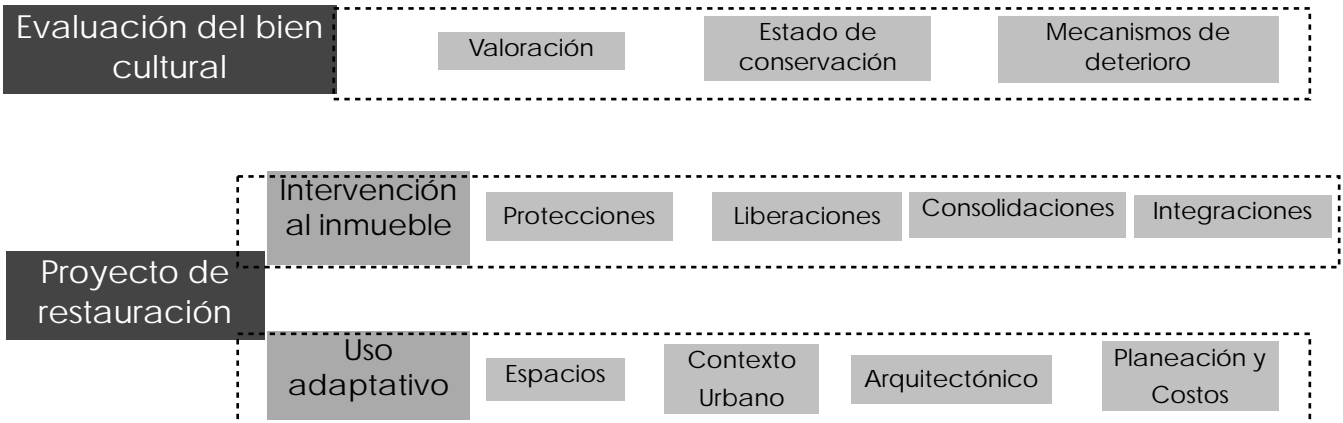 Evaluación del bien
cultural
Valoración
Estado de
conservación
Mecanismos de
deterioro
Intervención
al inmueble
Protecciones
Liberaciones
Consolidaciones
Integraciones
Proyecto de
restauración
Uso
adaptativo
Espacios
Contexto
Urbano
Arquitectónico
Planeación y
Costos